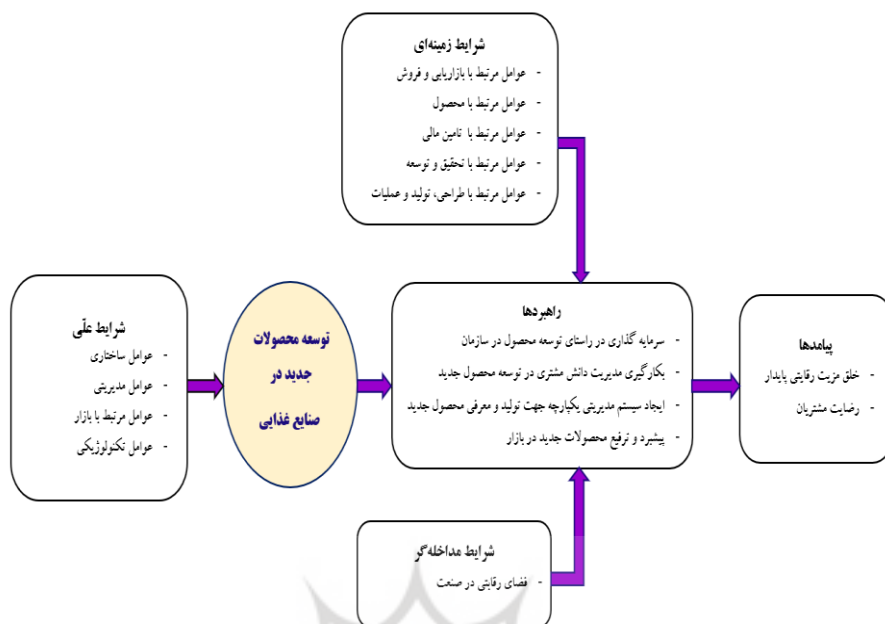 شرایط زمینه‌ای
- عوامل مرتبط با بازاریابی و فروش
- عوامل مرتبط با محصول
- عوامل مرتبط با تامین مالی
- عوامل مرتبط با تحقیق و توسعه
- عوامل مرتبط با طراحی، تولید و عملیات
شرایط علّی
- عوامل ساختاری
- عوامل مدیریتی
- عوامل مرتبط با بازار
- عوامل تکنولوژیکی
توسعه محصولات
جدید در
صنایع غذایی
راهبردها
- سرمایه گذاری در راستای توسعه محصول در سازمان
- بکارگیری مدیریت دانش مشتری در توسعه محصول جدید
- ایجاد سیستم مدیریتی یکپارچه جهت تولید و معرفی محصول جدید
- پیشبرد و ترفیع محصولات جدید در بازار
پیامدها
- خلق مزیت رقابتی پایدار
- رضایت مشتریان
شرایط مداخله‌گر
- فضای رقابتی در صنعت